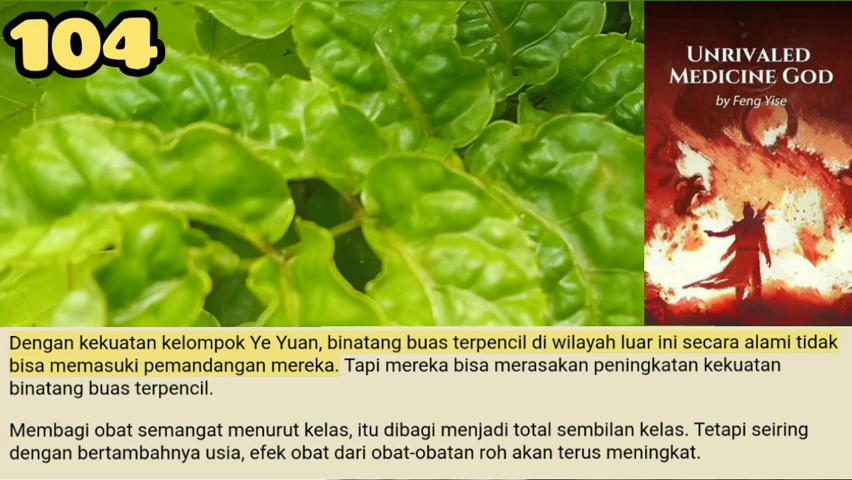 104
UNRIVALED
MEDICINE GOD
by Feng Yise
Dengan kekuatan kelompok Ye Yuan, binatang buas terpencil di wilayah luar ini secara alami tidak
bisa memasuki pemandangan mereka. Tapi mereka bisa merasakan peningkatan kekuatan
binatang buas terpencil.
Membagi obat semangat menurut kelas, itu dibagi menjadi total sembilan kelas. Tetapi seiring
dengan bertambahnya usia, efek obat dari obat-obatan roh akan terus meningkat.